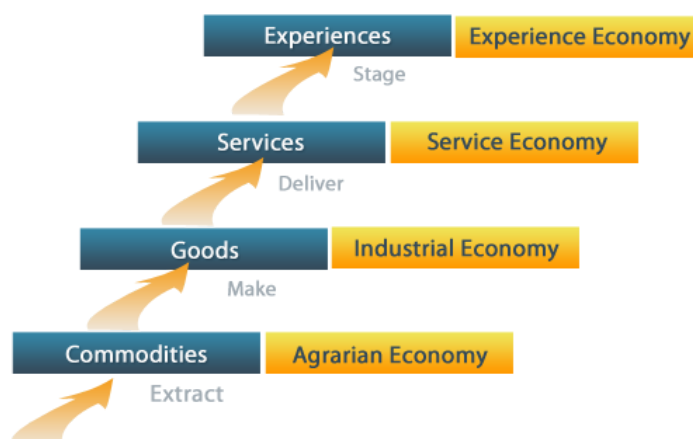 Experiences
Experience Economy
Stage
Services
Service Economy
Deliver
Goods
Industrial Economy
Make
Commodities
Agrarian Economy
Extract